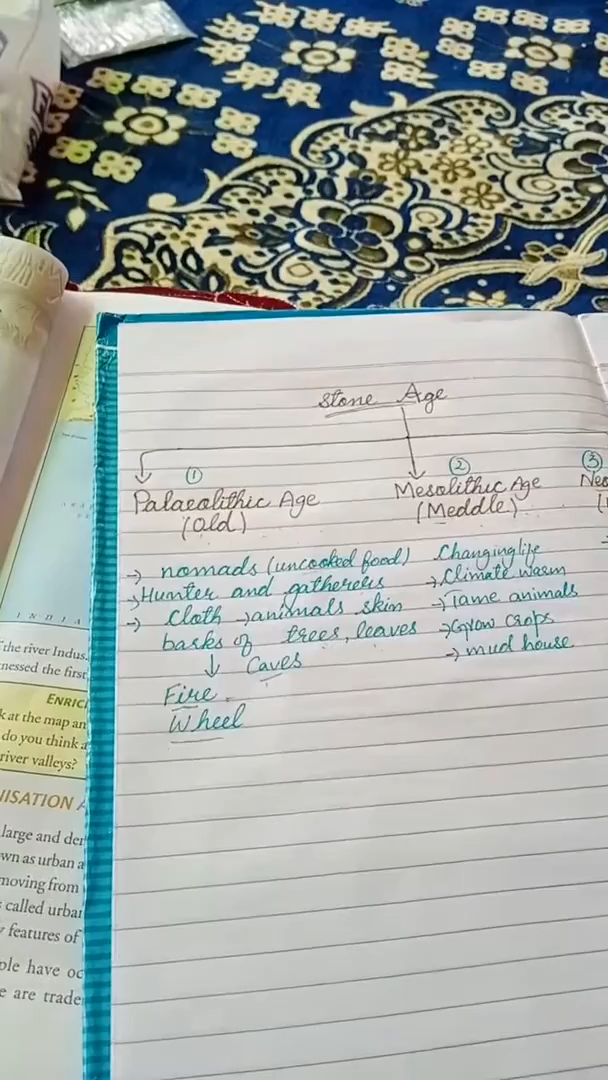 Stone Age
① ② ③
Palaeolithic Age Mesolithic Age
(Old) (Meddle)
→ nomads (uncooked food)
→ Hunter and gatherers
→ cloth → animals skin
barks of trees, leaves
↓ Caves
Fire
Wheel
Changing life
→ Climate warm
→ Tame animals
→ Grow crops
→ mud house
INDIA
the river Indus.
nessed the first
ENRIC
k at the map an
do you think a
river valleys?
ISATION A
large and der
wn as urban a
moving from
called urbar
features of
ple have oc
e are trade